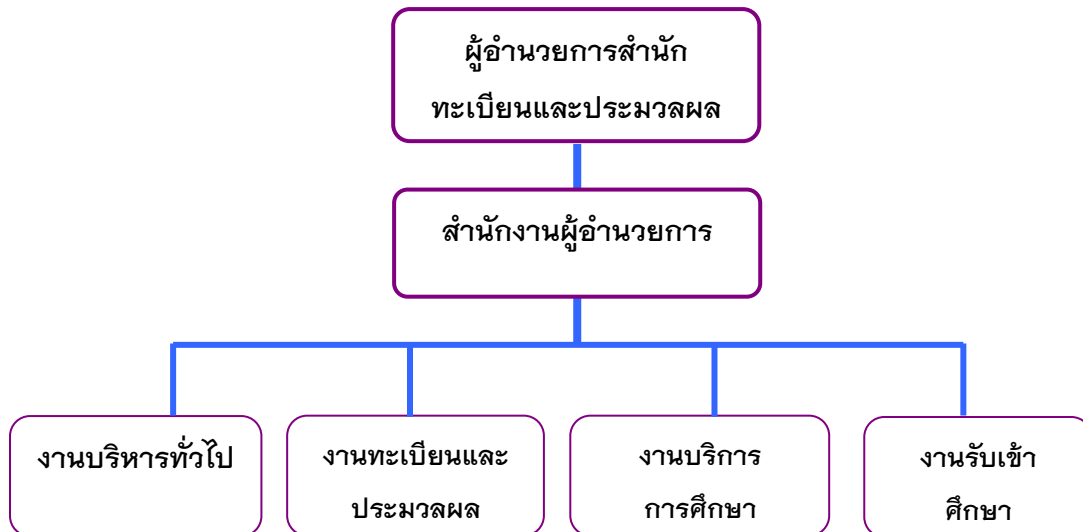 ผู้อำนวยการสำนัก
ทะเบียนและประมวลผล
สำนักงานผู้อำนวยการ
งานบริหารทั่วไป
งานทะเบียนและ
ประมวลผล
งานบริการ
การศึกษา
งานรับเข้า
ศึกษา